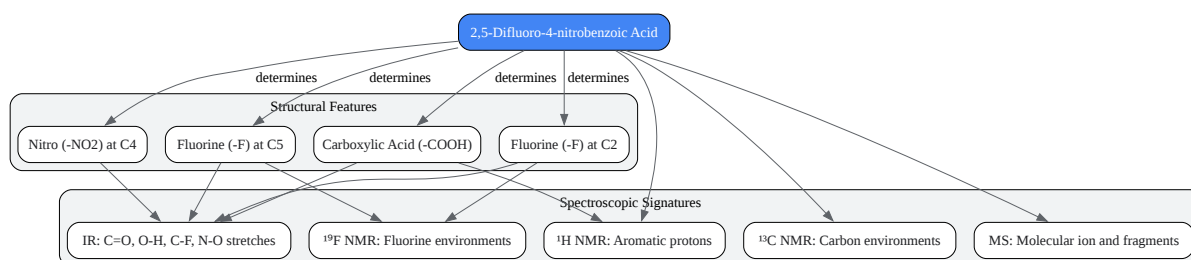 2,5-Difluoro-4-nitrobenzoic Acid
determines
determines
determines
determines
Structural Features
Nitro (-NO2) at C4
Fluorine (-F) at C5
Carboxylic Acid (-COOH)
Fluorine (-F) at C2
Spectroscopic Signatures
IR: C=O, O-H, C-F, N-O stretches
¹⁹F NMR: Fluorine environments
¹H NMR: Aromatic protons
¹³C NMR: Carbon environments
MS: Molecular ion and fragments